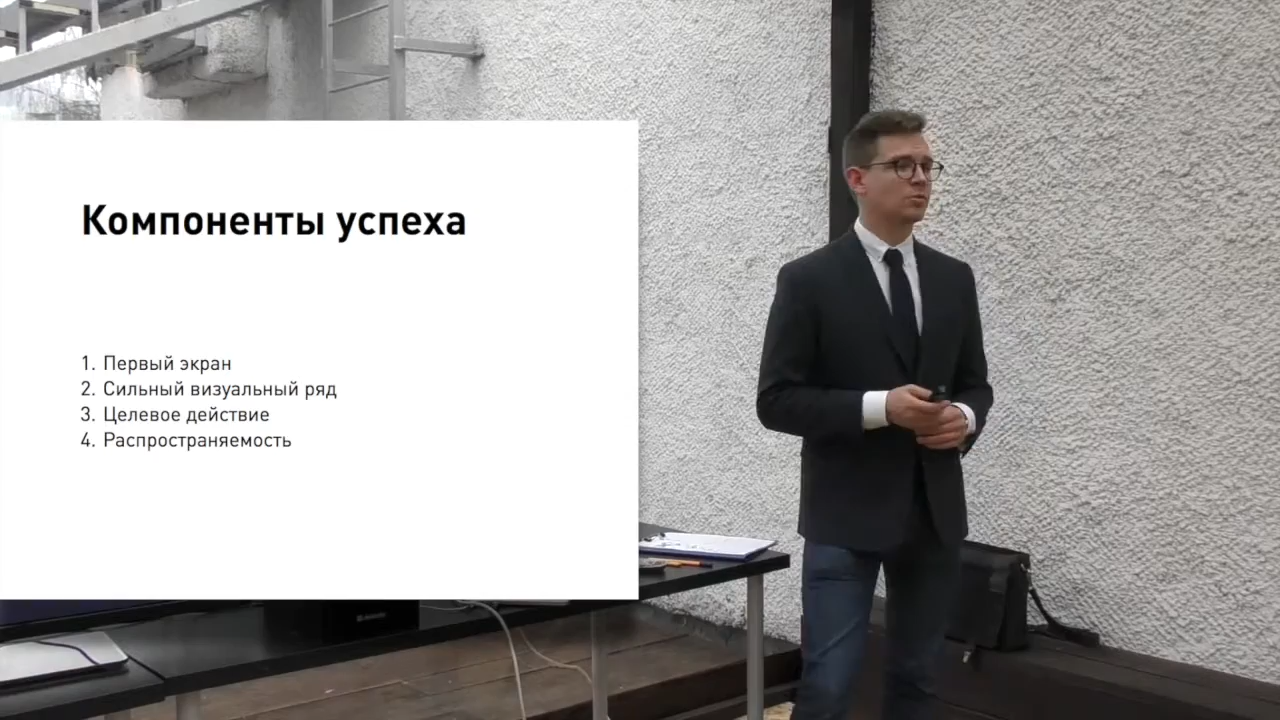 Компоненты успеха
1. Первый экран
2. Сильный визуальный ряд
3. Целевое действие
4. Распространяемость